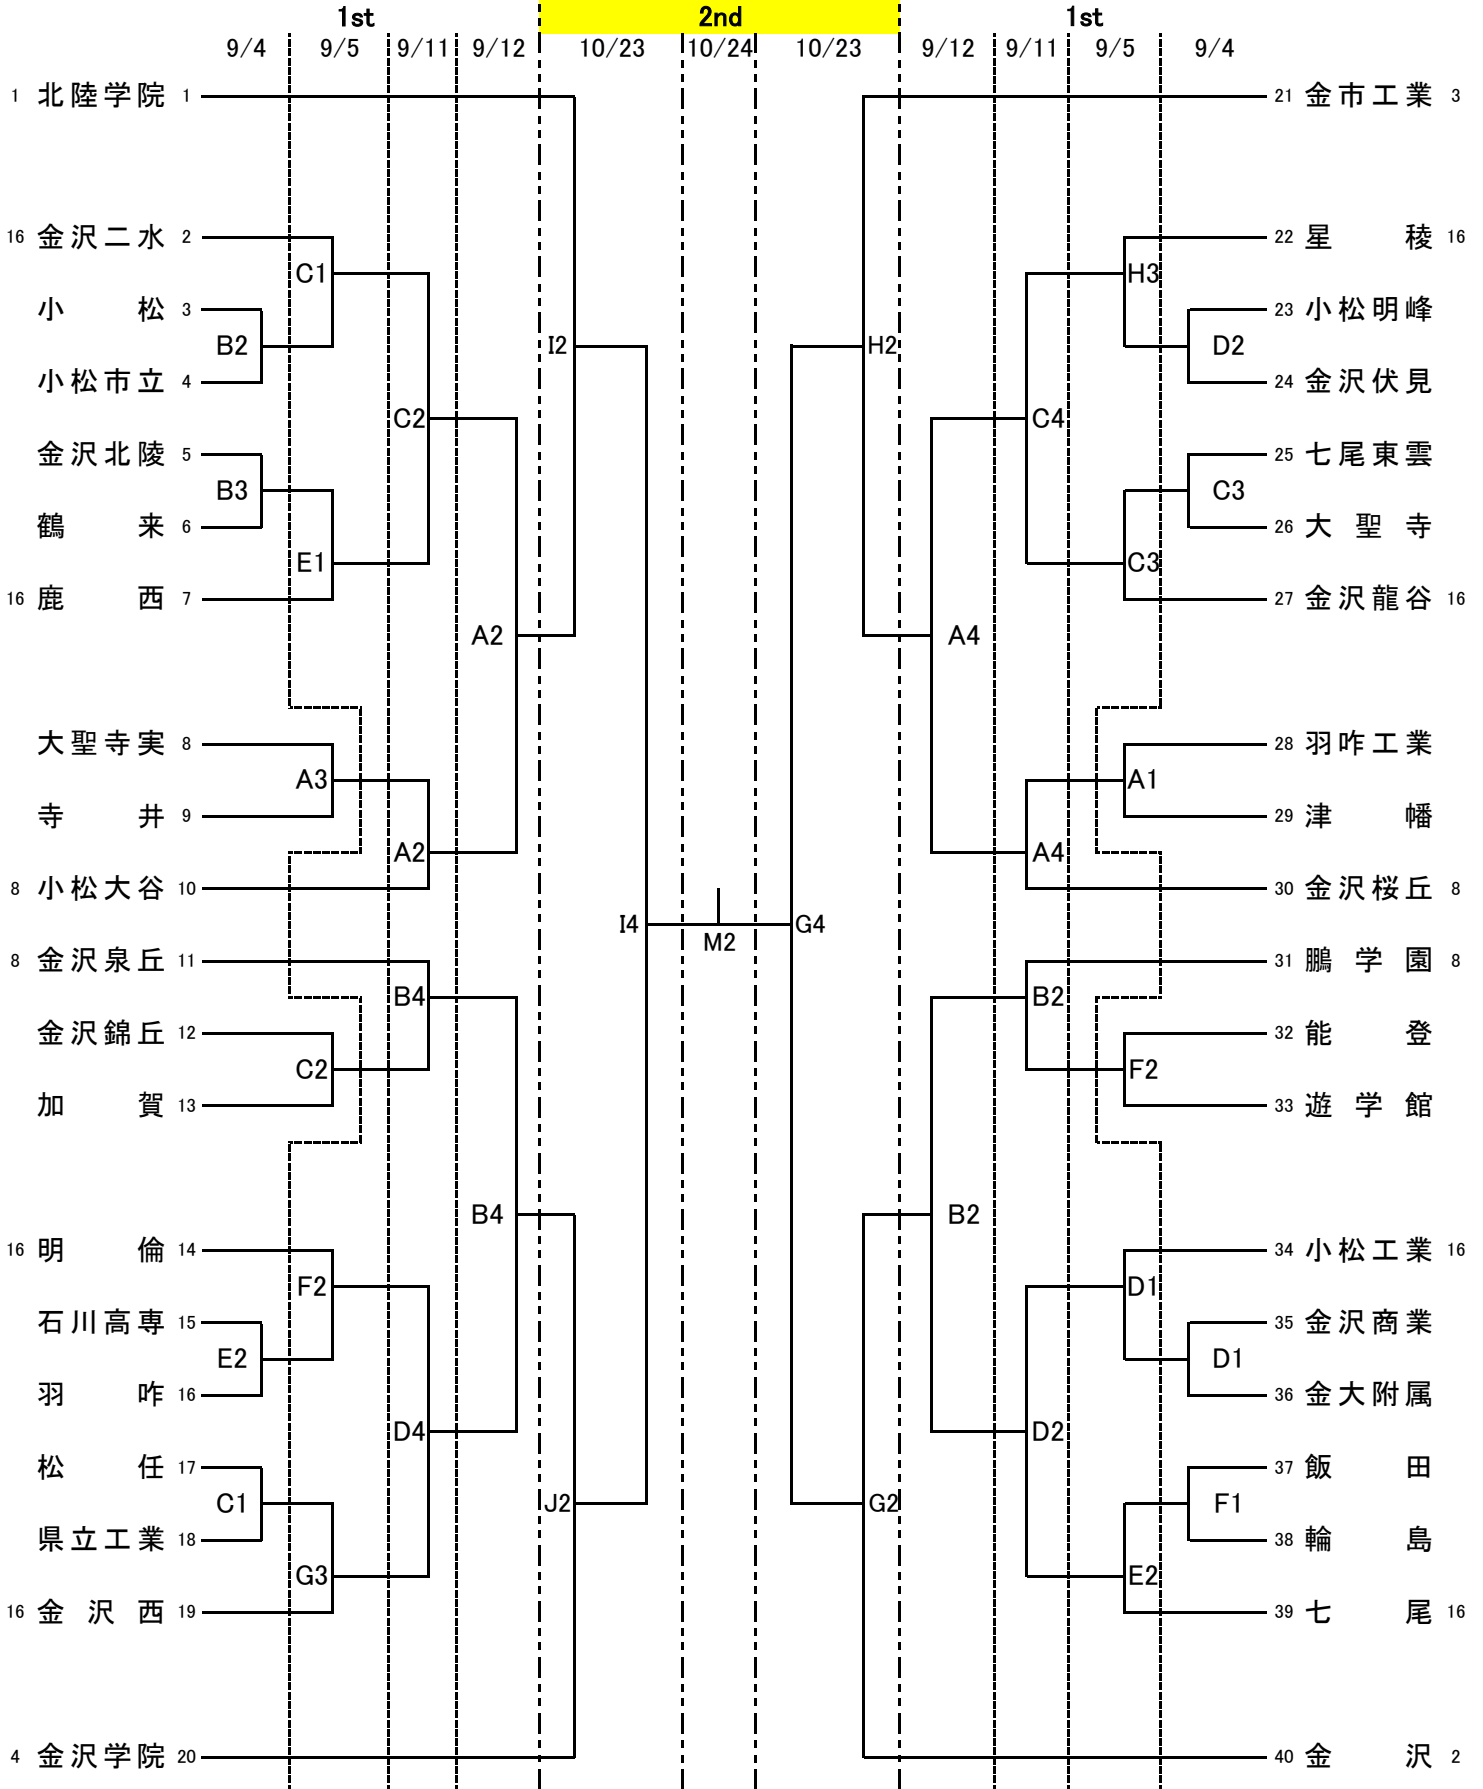 1st 2nd 1st
9/4 9/5 9/11 9/12 10/23 10/24 10/23 9/12 9/11 9/5 9/4
1 北陸学院 1 21 金市工業 3
16 金沢二水 2 22 星 稜 16
C1 H3
小 松 3 23 小松明峰
B2 I2 H2 D2
小松市立 4 24 金沢伏見
C2 C4
金沢北陵 5 25 七尾東雲
B3 C3
鶴 来 6 26 大聖寺
E1 C3
16 鹿 西 7 27 金沢龍谷 16
A2 A4
大聖寺実 8 28 羽咋工業
A3 A1
寺 井 9 29 津 幡
A2 A4
8 小松大谷 10 30 金沢桜丘 8
I4 M2 G4
8 金沢泉丘 11 31 鵬学園 8
B4 B2
金沢錦丘 12 32 能 登
C2 F2
加 賀 13 33 遊学館
B4 B2
16 明 倫 14 34 小松工業 16
F2 D1
石川高専 15 35 金沢商業
E2 D1
羽 咋 16 36 金大附属
D4 D2
松 任 17 37 飯 田
C1 J2 G2 F1
県立工業 18 38 輪 島
G3 E2
16 金沢西 19 39 七 尾 16
4 金沢学院 20 40 金 沢 2